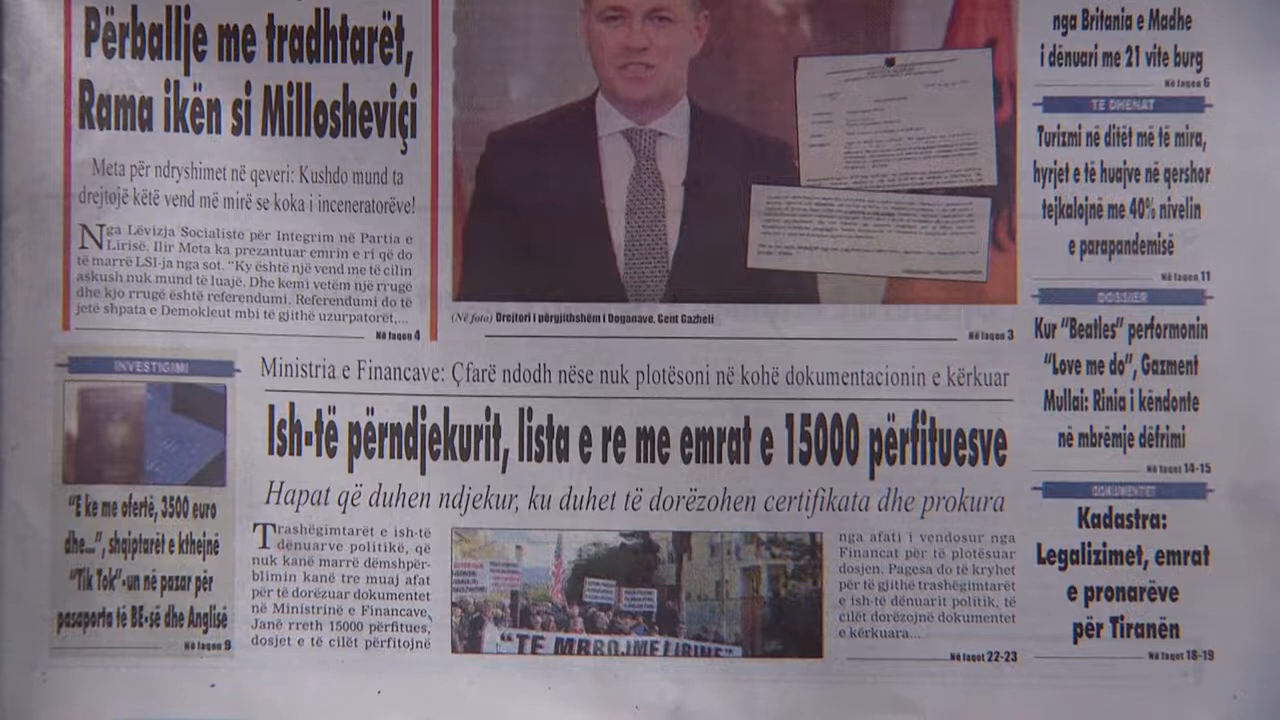 Përballje me tradhtarët,
Rama ikën si Millosheviçi
Meta për ndryshimet në qeveri: Kushdo mund ta
drejtojë këtë vend më mirë se koka i inceneratorëve!
Nga Lëvizja Socialiste për Integrim në Partia e
Lirisë. Ilir Meta ka prezantuar emrin e ri që do
të marrë LSI-ja nga sot. "Ky është një vend me të cilin
askush nuk mund të luajë. Dhe kemi vetëm një rrugë
dhe kjo rrugë është referendumi. Referendumi do të
jetë shpata e Demokleut mbi të gjithë uzurpatorët,...
Në faqen 4
(Në foto) Drejtori i përgjithshëm i Doganave, Gent Gazheli
Në faqen 3
nga Britania e Madhe
i dënuari me 21 vite burg
Në faqen 6
TË DHËNAT
Turizmi në ditët më të mira,
hyrjet e të huajve në qershor
tejkalojnë me 40% nivelin
e parapandemisë
Në faqen 11
DOSSIER
Kur "Beatles" performonin
"Love me do", Gazment
Mullai: Rinia i këndonte
në mbrëmje dëfrimi
Në faqet 14-15
DOKUMENTET
Kadastra:
Legalizimet, emrat
e pronarëve
për Tiranën
Në faqet 18-19
INVESTIGIMI
"E ke me ofertë, 3500 euro
dhe...", shqiptarët e kthejnë
"Tik Tok"-un në pazar për
pasaporta të BE-së dhe Anglisë
Në faqen 9
Ministria e Financave: Çfarë ndodh nëse nuk plotësoni në kohë dokumentacionin e kërkuar
Ish-të përndjekurit, lista e re me emrat e 15000 përfituesve
Hapat që duhen ndjekur, ku duhet të dorëzohen certifikata dhe prokura
Trashëgimtarët e ish-të
dënuarve politikë, që
nuk kanë marrë dëmshpër-
blimin kanë tre muaj afat
për të dorëzuar dokumentet
në Ministrinë e Financave.
Janë rreth 15000 përfitues,
dosjet e të cilët përfitojnë
"TË MBROJMË LIRINË"
nga afati i vendosur nga
Financat për të plotësuar
dosjen. Pagesa do të kryhet
për të gjithë trashëgimtarët
e ish-të dënuarit politik, të
cilët dorëzojnë dokumentet
e kërkuara...
Në faqet 22-23